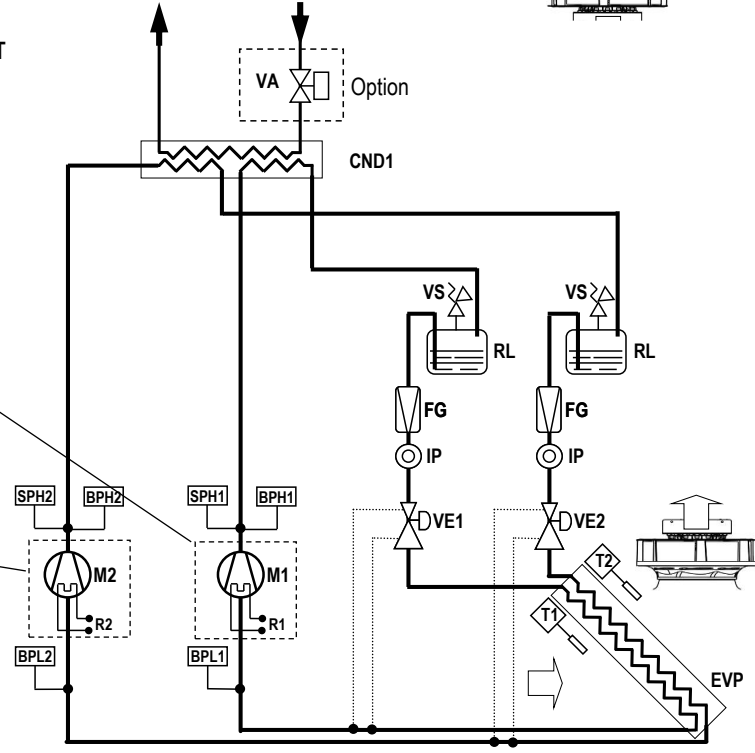 T
VA
Option
CND1
VS
VS
RL
RL
FG
FG
IP
IP
SPH2
BPH2
SPH1
BPH1
VE1
VE2
M2
M1
T2
T1
R2
R1
BPL2
BPL1
EVP